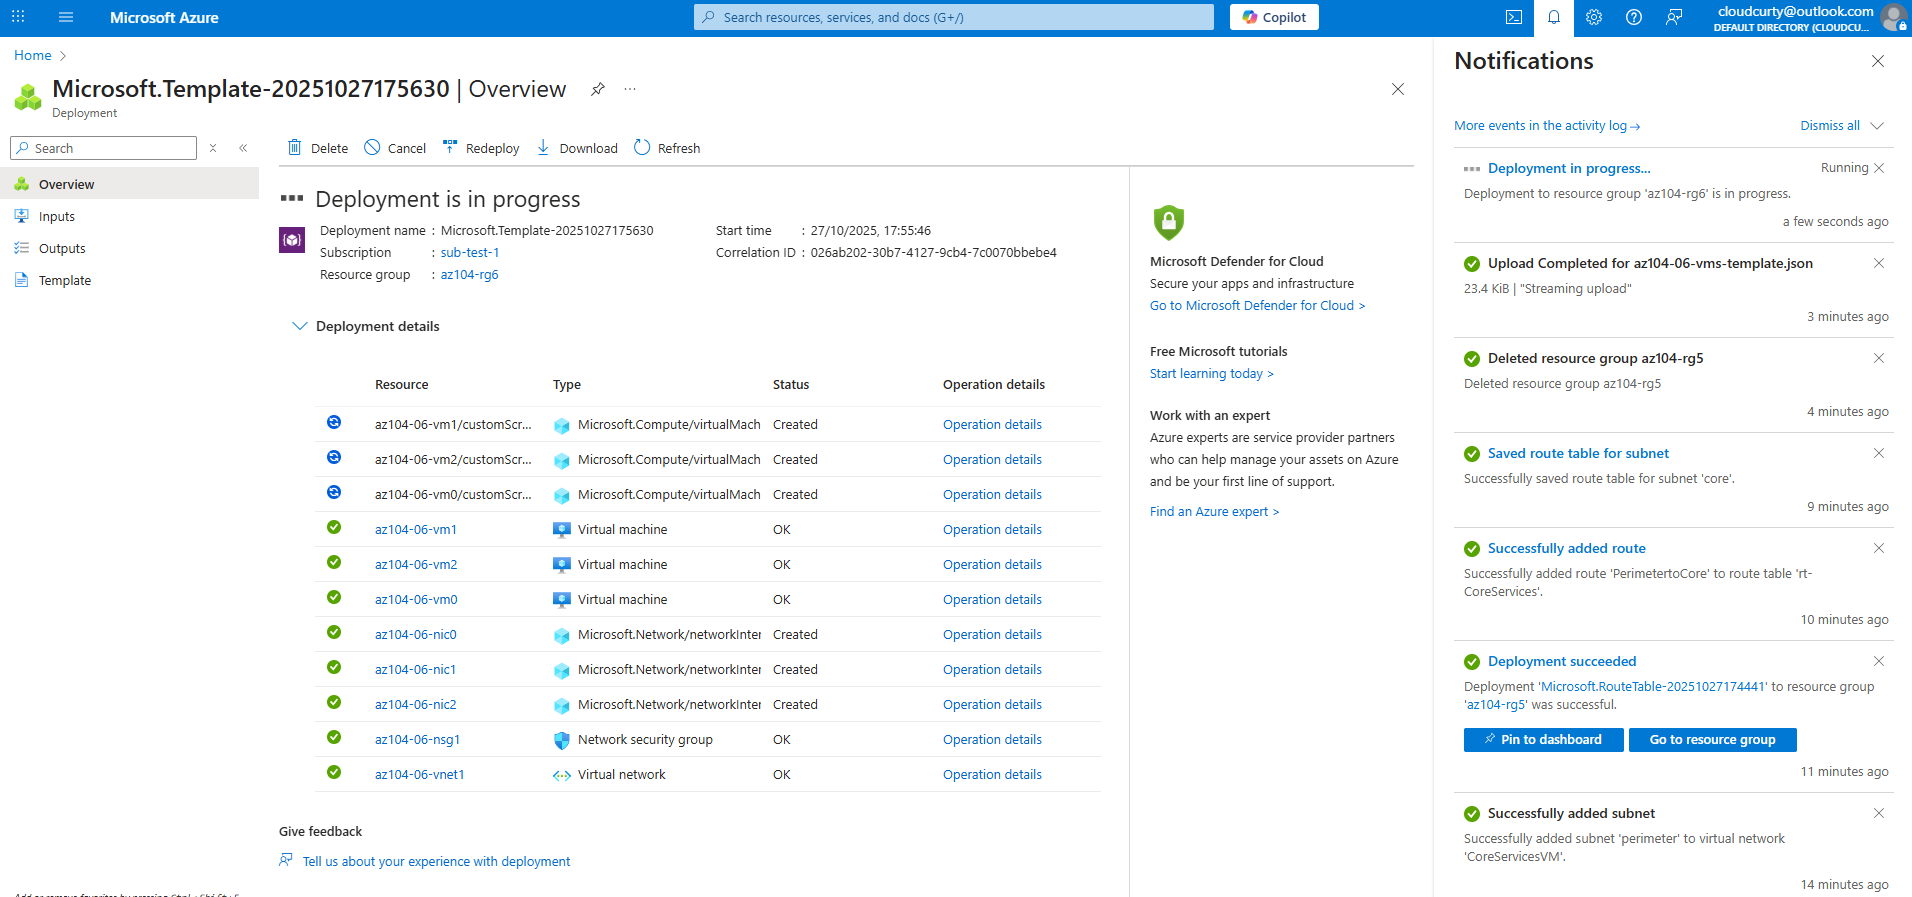 Microsoft Azure
Search resources, services, and docs (G+/)
Copilot
cloudcurty@outlook.com
DEFAULT DIRECTORY (CLOUDCU...
Home
Microsoft.Template-20251027175630 | Overview
Deployment
Search
Overview
Inputs
Outputs
Template
Delete
Cancel
Redeploy
Download
Refresh
Deployment is in progress
Deployment name : Microsoft.Template-20251027175630
Subscription : sub-test-1
Resource group : az104-rg6
Start time : 27/10/2025, 17:55:46
Correlation ID : 026ab202-30b7-4127-9cb4-7c0070bbebe4
Deployment details
Resource Type Status Operation details
az104-06-vm1/customScr... Microsoft.Compute/virtualMach Created Operation details
az104-06-vm2/customScr... Microsoft.Compute/virtualMach Created Operation details
az104-06-vm0/customScr... Microsoft.Compute/virtualMach Created Operation details
az104-06-vm1 Virtual machine OK Operation details
az104-06-vm2 Virtual machine OK Operation details
az104-06-vm0 Virtual machine OK Operation details
az104-06-nic0 Microsoft.Network/networkInter Created Operation details
az104-06-nic1 Microsoft.Network/networkInter Created Operation details
az104-06-nic2 Microsoft.Network/networkInter Created Operation details
az104-06-nsg1 Network security group OK Operation details
az104-06-vnet1 Virtual network OK Operation details
Give feedback
Tell us about your experience with deployment
Microsoft Defender for Cloud
Secure your apps and infrastructure
Go to Microsoft Defender for Cloud >
Free Microsoft tutorials
Start learning today >
Work with an expert
Azure experts are service provider partners
who can help manage your assets on Azure
and be your first line of support.
Find an Azure expert >
Notifications
More events in the activity log →
Dismiss all
Deployment in progress...
Running
Deployment to resource group 'az104-rg6' is in progress.
a few seconds ago
Upload Completed for az104-06-vms-template.json
23.4 KiB | "Streaming upload"
3 minutes ago
Deleted resource group az104-rg5
Deleted resource group az104-rg5
4 minutes ago
Saved route table for subnet
Successfully saved route table for subnet 'core'.
9 minutes ago
Successfully added route
Successfully added route 'PerimetertoCore' to route table 'rt-
CoreServices'.
10 minutes ago
Deployment succeeded
Deployment 'Microsoft.RouteTable-20251027174441' to resource group
'az104-rg5' was successful.
Pin to dashboard
Go to resource group
11 minutes ago
Successfully added subnet
Successfully added subnet 'perimeter' to virtual network
'CoreServicesVM'.
14 minutes ago